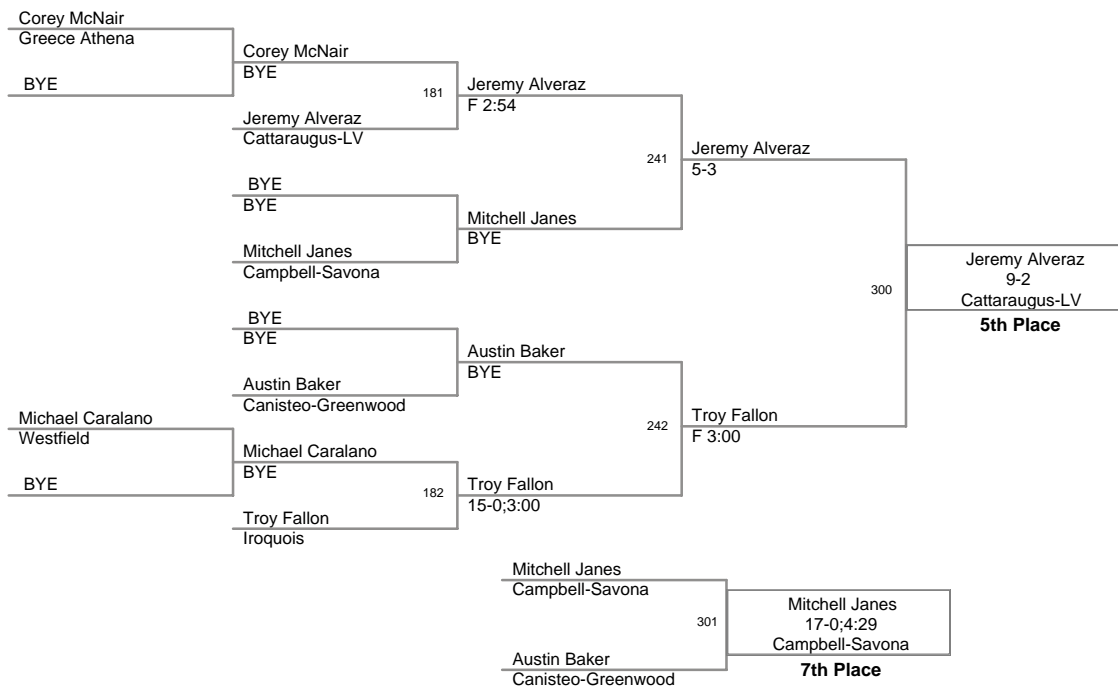 Corey McNair
Greece Athena
BYE
Corey McNair
BYE
181
Jeremy Alveraz
Cattaraugus-LV
Jeremy Alveraz
F 2:54
BYE
BYE
Mitchell Janes
Campbell-Savona
Mitchell Janes
BYE
241
Jeremy Alveraz
5-3
BYE
BYE
Austin Baker
Canisteo-Greenwood
Austin Baker
BYE
Michael Caralano
Westfield
BYE
Michael Caralano
BYE
182
Troy Fallon
Iroquois
Troy Fallon
15-0;3:00
242
Troy Fallon
F 3:00
300
Jeremy Alveraz
9-2
Cattaraugus-LV
5th Place
Mitchell Janes
Campbell-Savona
301
Austin Baker
Canisteo-Greenwood
Mitchell Janes
17-0;4:29
Campbell-Savona
7th Place